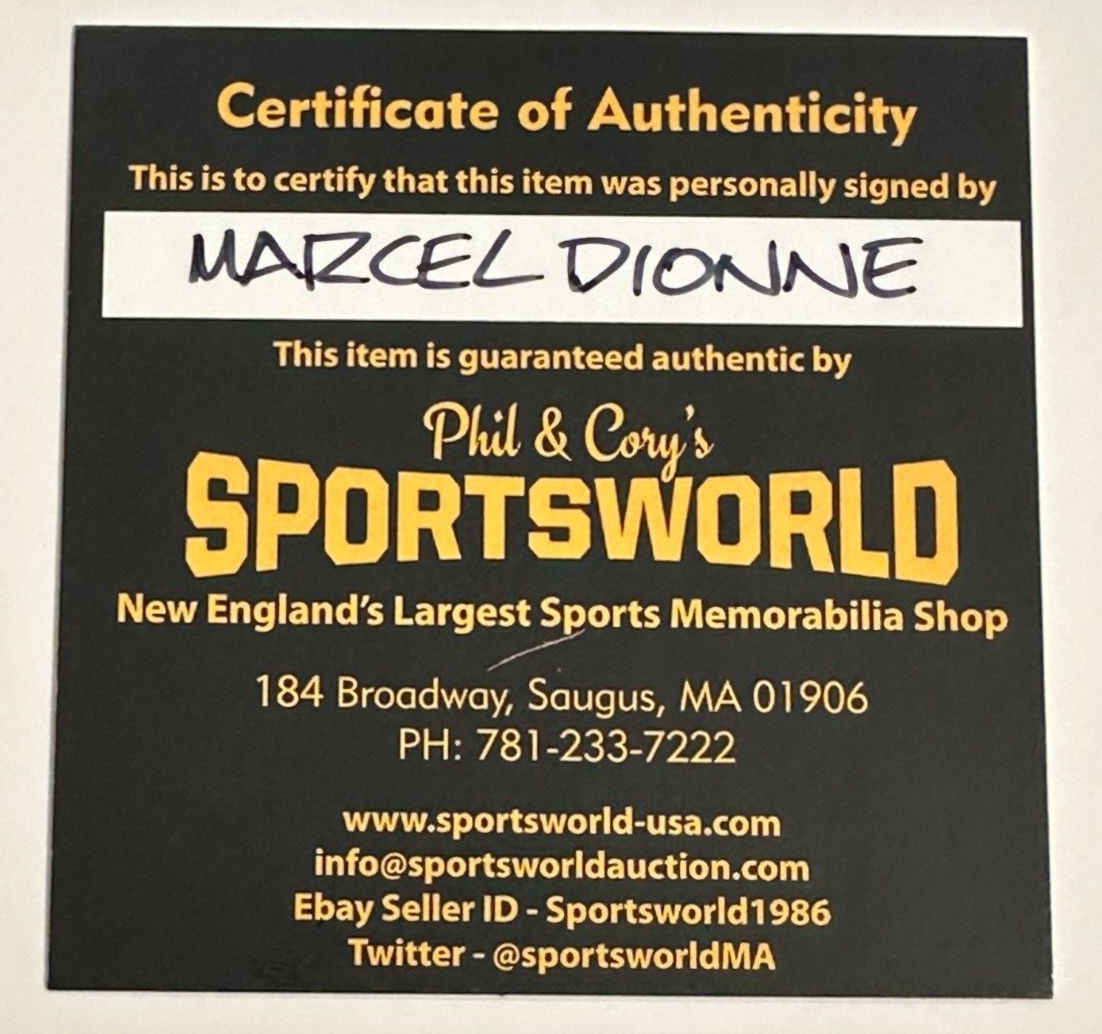 Certificate of Authenticity
This is to certify that this item was personally signed by
MARCEL DIONNE
This item is guaranteed authentic by
Phil & Cory's
SPORTSWORLD
New England's Largest Sports Memorabilia Shop
184 Broadway, Saugus, MA 01906
PH: 781-233-7222
www.sportsworld-usa.com
info@sportsworldauction.com
Ebay Seller ID - Sportsworld1986
Twitter - @sportsworldMA